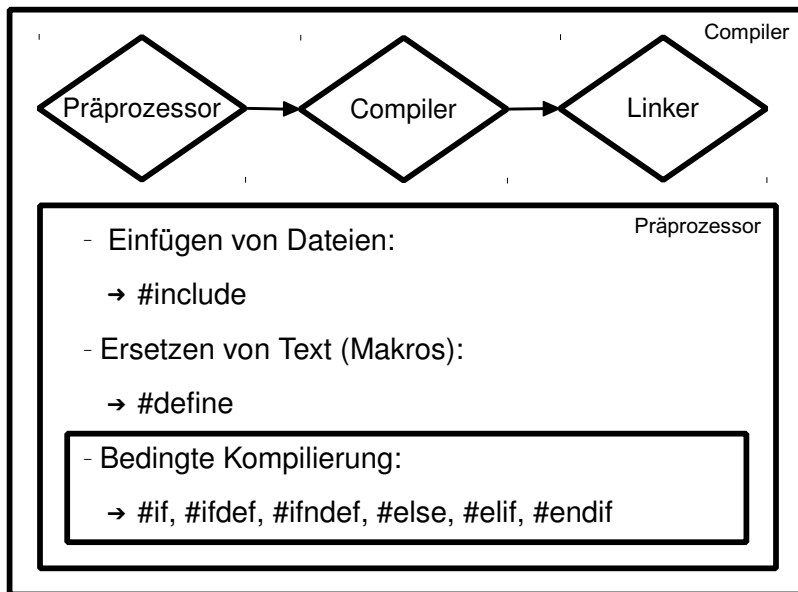 Compiler
Präprozessor
Compiler
Linker
Präprozessor
- Einfügen von Dateien:
→ #include
- Ersetzen von Text (Makros):
→ #define
- Bedingte Kompilierung:
→ #if, #ifdef, #ifndef, #else, #elif, #endif